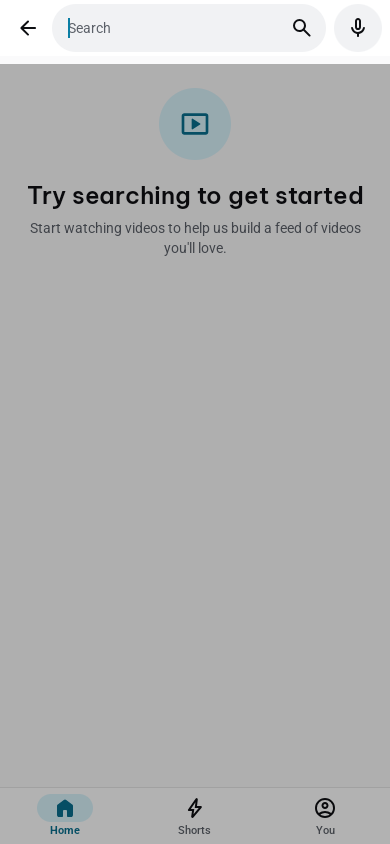 Search
Try searching to get started
Start watching videos to help us build a feed of videos
you'll love.
Home
Shorts
You